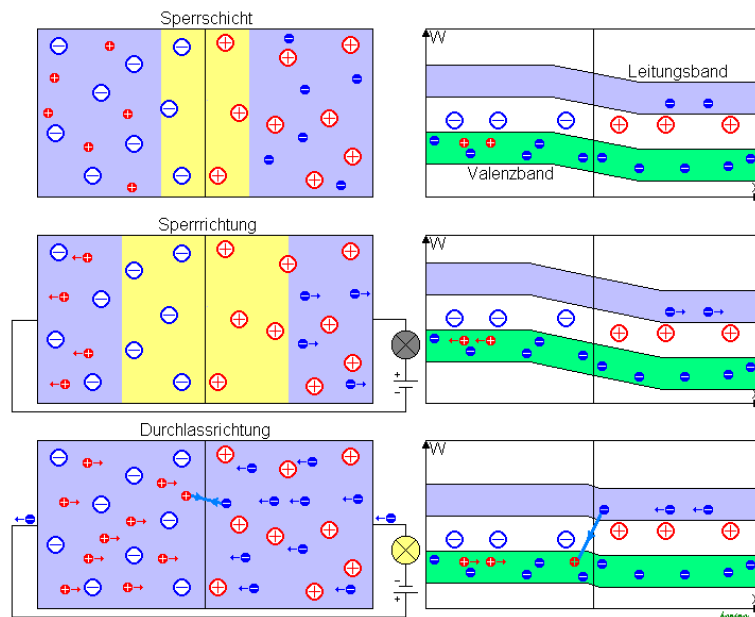 Sperrschicht
W
Leitungsband
Valenzband
X
Sperrrichtung
W
X
Durchlassrichtung
W
X